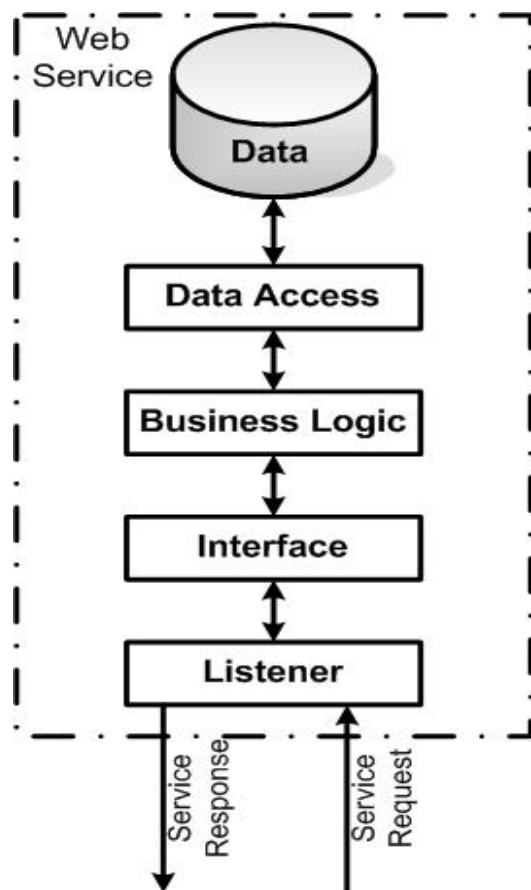 Web
Service
Data
Data Access
Business Logic
Interface
Listener
Service
Response
Service
Request